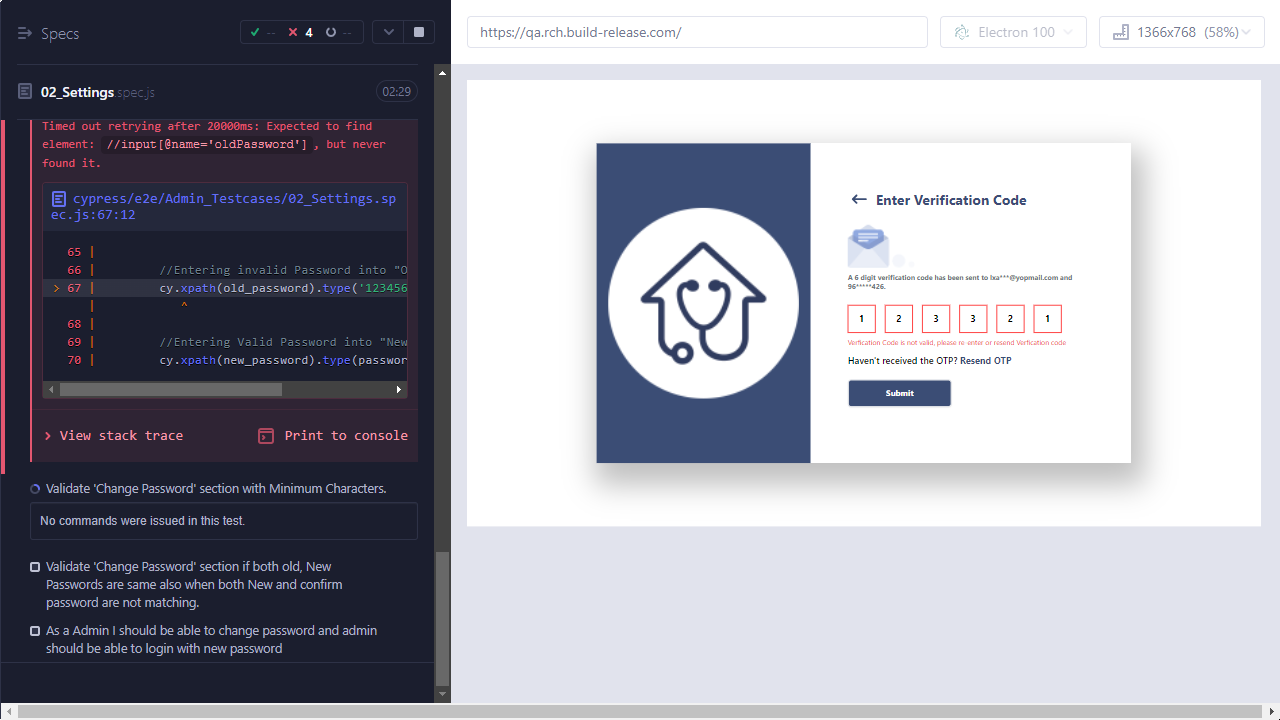 Specs
-- 4 --
02_Settings.spec.js
02:29
Timed out retrying after 20000ms: Expected to find
element: //input[@name='oldPassword'], but never
found it.
cypress/e2e/Admin_Testcases/02_Settings.sp
ec.js:67:12
65 |
66 | //Entering invalid Password into "O
> 67 | cy.xpath(old_password).type('123456
| ^
68 |
69 | //Entering Valid Password into "New
70 | cy.xpath(new_password).type(passwor
> View stack trace
Print to console
Validate 'Change Password' section with Minimum Characters.
No commands were issued in this test.
Validate 'Change Password' section if both old, New
Passwords are same also when both New and confirm
password are not matching.
As a Admin I should be able to change password and admin
should be able to login with new password
https://qa.rch.build-release.com/
Electron 100
1366x768 (58%)
Enter Verification Code
A 6 digit verification code has been sent to lxa***@yopmail.com and
96*****426.
1 2 3 3 2 1
Verfication Code is not valid, please re-enter or resend Verfication code
Haven't received the OTP? Resend OTP
Submit